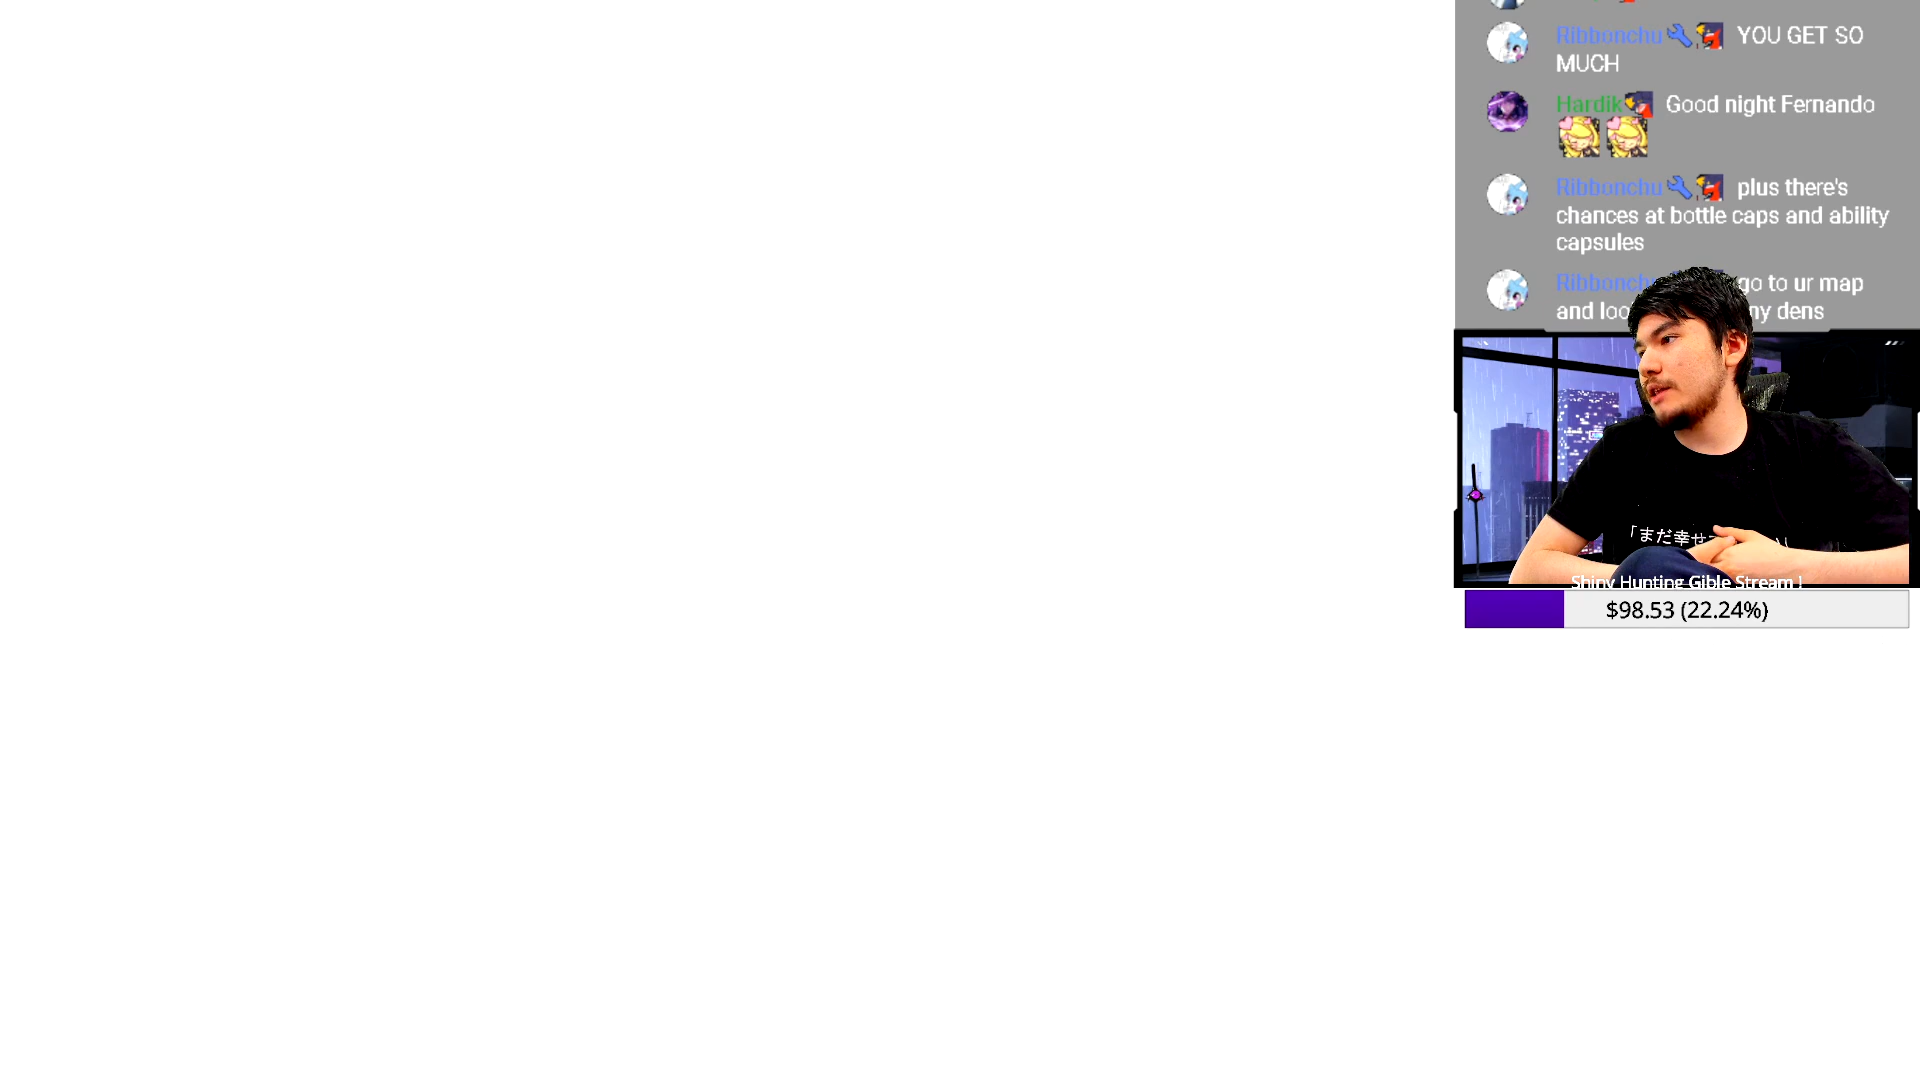 Ribbonchu YOU GET SO
MUCH
Hardik Good night Fernando
Ribbonchu plus there's
chances at bottle caps and ability
capsules
go to ur map
and ny dens
「まだ幸せ
Shiny Hunting Gible Stream !
$98.53 (22.24%)